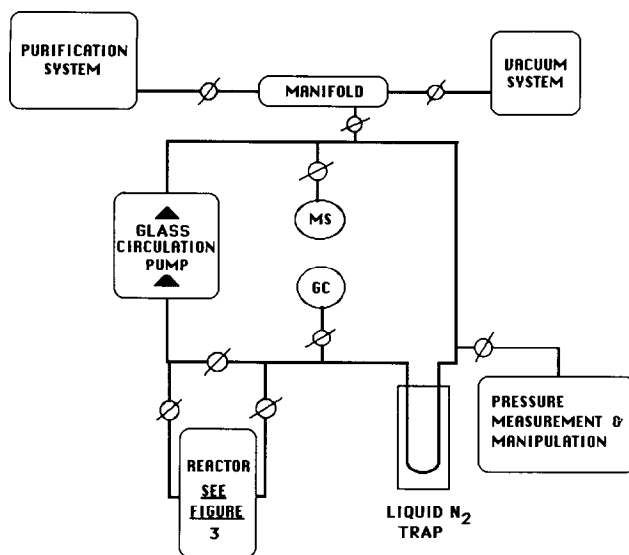 PURIFICATION
SYSTEM
MANIFOLD
VACUUM
SYSTEM
MS
GLASS
CIRCULATION
PUMP
GC
PRESSURE
MEASUREMENT &
MANIPULATION
REACTOR
SEE
FIGURE
3
LIQUID N₂
TRAP